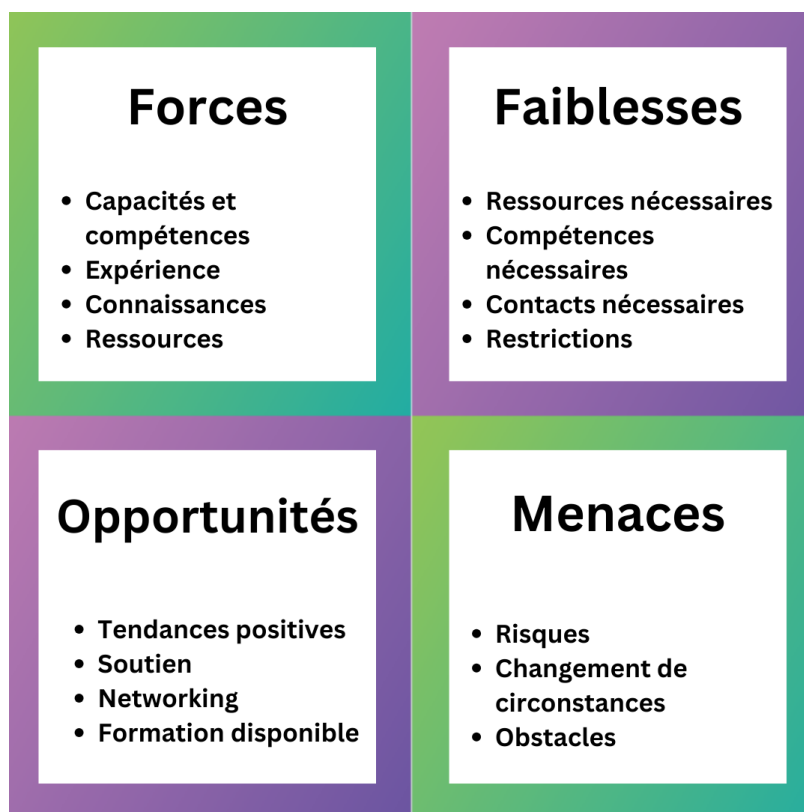 Forces
• Capacités et
compétences
• Expérience
• Connaissances
• Ressources
Faiblesses
• Ressources nécessaires
• Compétences
nécessaires
• Contacts nécessaires
• Restrictions
Opportunités
• Tendances positives
• Soutien
• Networking
• Formation disponible
Menaces
• Risques
• Changement de
circonstances
• Obstacles